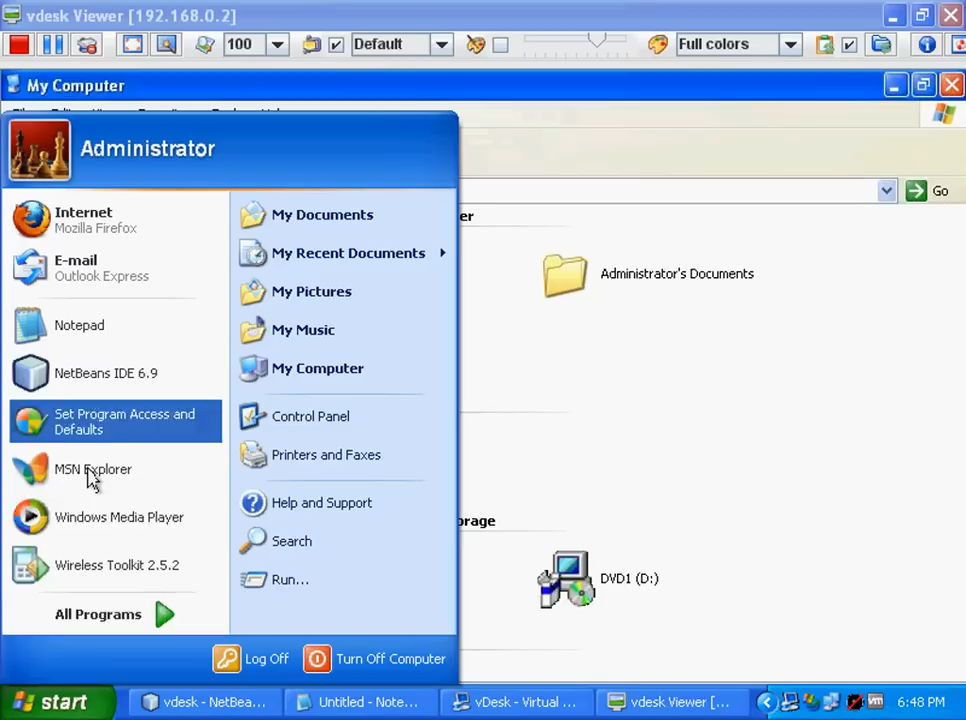 vdesk Viewer [192.168.0.2]
100
Default
Full colors
My Computer
Administrator
Internet
Mozilla Firefox
E-mail
Outlook Express
Notepad
NetBeans IDE 6.9
Set Program Access and
Defaults
MSN Explorer
Windows Media Player
Wireless Toolkit 2.5.2
All Programs
My Documents
My Recent Documents
My Pictures
My Music
My Computer
Control Panel
Printers and Faxes
Help and Support
Search
Run...
Log Off
Turn Off Computer
Go
er
Administrator's Documents
orage
DVD1 (D:)
start
vdesk - NetBea...
Untitled - Note...
vDesk - Virtual ...
vdesk Viewer [...
6:48 PM